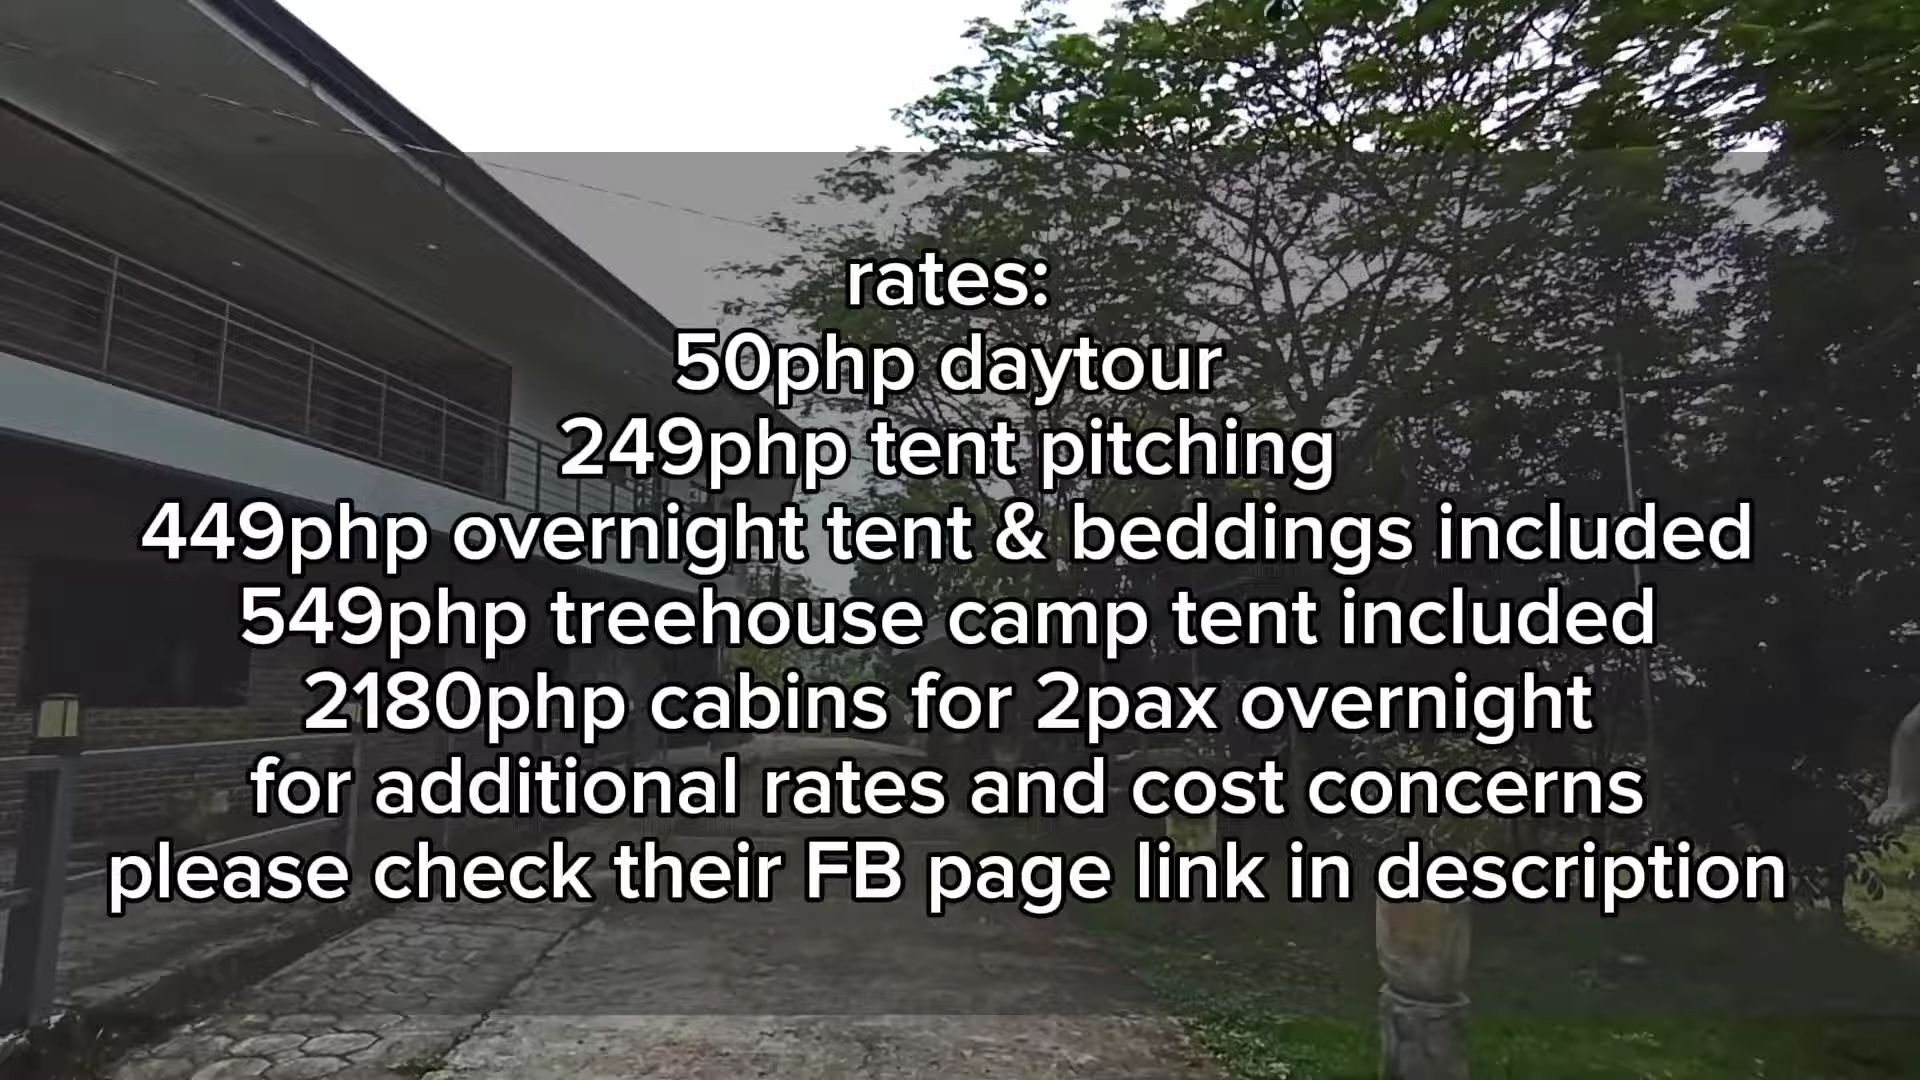 rates:
50php daytour
249php tent pitching
449php overnight tent & beddings included
549php treehouse camp tent included
2180php cabins for 2pax overnight
for additional rates and cost concerns
please check their FB page link in description